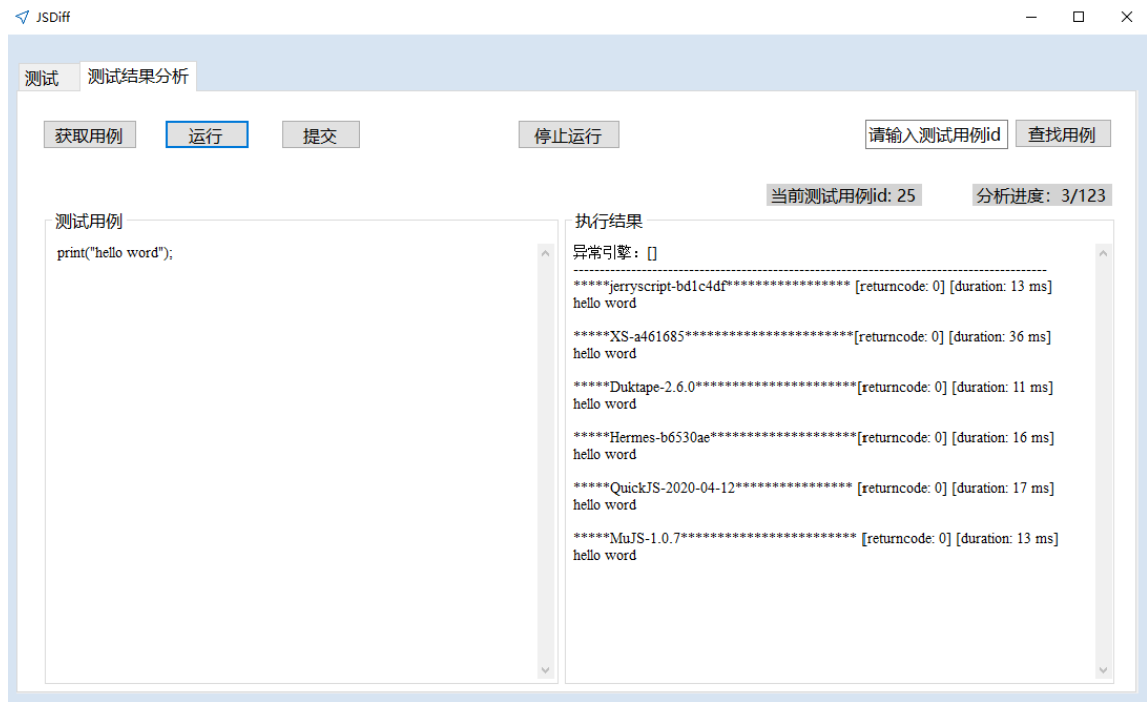 JSDiff
测试 测试结果分析
获取用例 运行 提交 停止运行 请输入测试用例id 查找用例
当前测试用例id: 25 分析进度：3/123
测试用例
print("hello word");
执行结果
异常引擎：[]
--------------------------------------------------------------------------------------------
*****jerryscript-bd1c4df***************** [returncode: 0] [duration: 13 ms]
hello word
*****XS-a461685***********************[returncode: 0] [duration: 36 ms]
hello word
*****Duktape-2.6.0**********************[returncode: 0] [duration: 11 ms]
hello word
*****Hermes-b6530ae********************[returncode: 0] [duration: 16 ms]
hello word
*****QuickJS-2020-04-12**************** [returncode: 0] [duration: 17 ms]
hello word
*****MuJS-1.0.7************************ [returncode: 0] [duration: 13 ms]
hello word